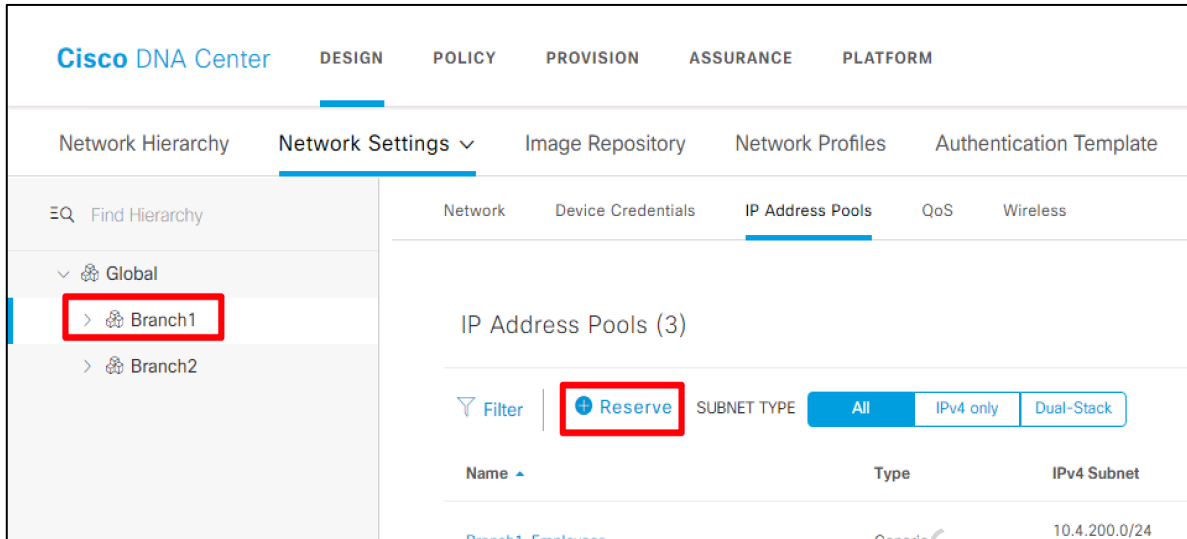 Cisco DNA Center DESIGN POLICY PROVISION ASSURANCE PLATFORM
Network Hierarchy Network Settings Image Repository Network Profiles Authentication Template
Find Hierarchy
Network Device Credentials IP Address Pools QoS Wireless
Global
Branch1
Branch2
IP Address Pools (3)
Filter Reserve SUBNET TYPE All IPv4 only Dual-Stack
Name Type IPv4 Subnet
Branch1_Employees Generic 10.4.200.0/24